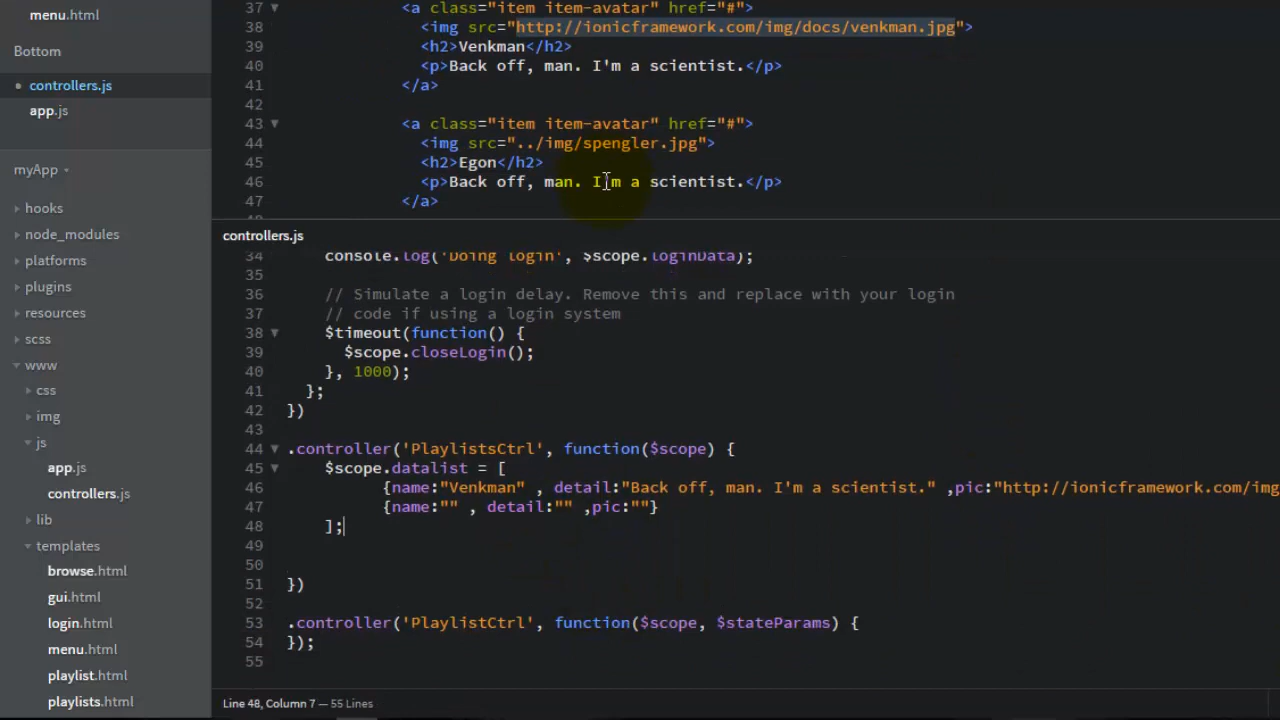 menu.html
Bottom
controllers.js
app.js
myApp
hooks
node_modules
platforms
plugins
resources
scss
www
css
img
js
app.js
controllers.js
lib
templates
browse.html
gui.html
login.html
menu.html
playlist.html
playlists.html
37 <a class="item item-avatar" href="#">
38 <img src="http://ionicframework.com/img/docs/venkman.jpg">
39 <h2>Venkman</h2>
40 <p>Back off, man. I'm a scientist.</p>
41 </a>
42
43 <a class="item item-avatar" href="#">
44 <img src="../img/spengler.jpg">
45 <h2>Egon</h2>
46 <p>Back off, man. I'm a scientist.</p>
47 </a>
controllers.js
34 console.log('Doing login', $scope.loginData);
35
36 // Simulate a login delay. Remove this and replace with your login
37 // code if using a login system
38 $timeout(function() {
39 $scope.closeLogin();
40 }, 1000);
41 };
42 })
43
44 .controller('PlaylistsCtrl', function($scope) {
45 $scope.datalist = [
46 {name:"Venkman" , detail:"Back off, man. I'm a scientist." ,pic:"http://ionicframework.com/img
47 {name:"" , detail:"" ,pic:""}
48 ];
49
50
51 })
52
53 .controller('PlaylistCtrl', function($scope, $stateParams) {
54 });
55
Line 48, Column 7 — 55 Lines